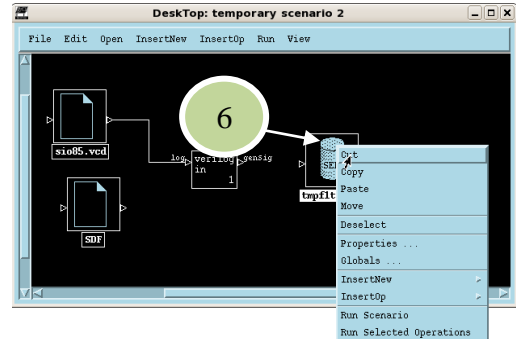 DeskTop: temporary scenario 2
File Edit Open InsertNew InsertOp Run View
6
sio85.vcd
log verilog genSig
in
1
SDF
tmpflt
Cut
Copy
Paste
Move
Deselect
Properties ...
Globals ...
InsertNew
InsertOp
Run Scenario
Run Selected Operations